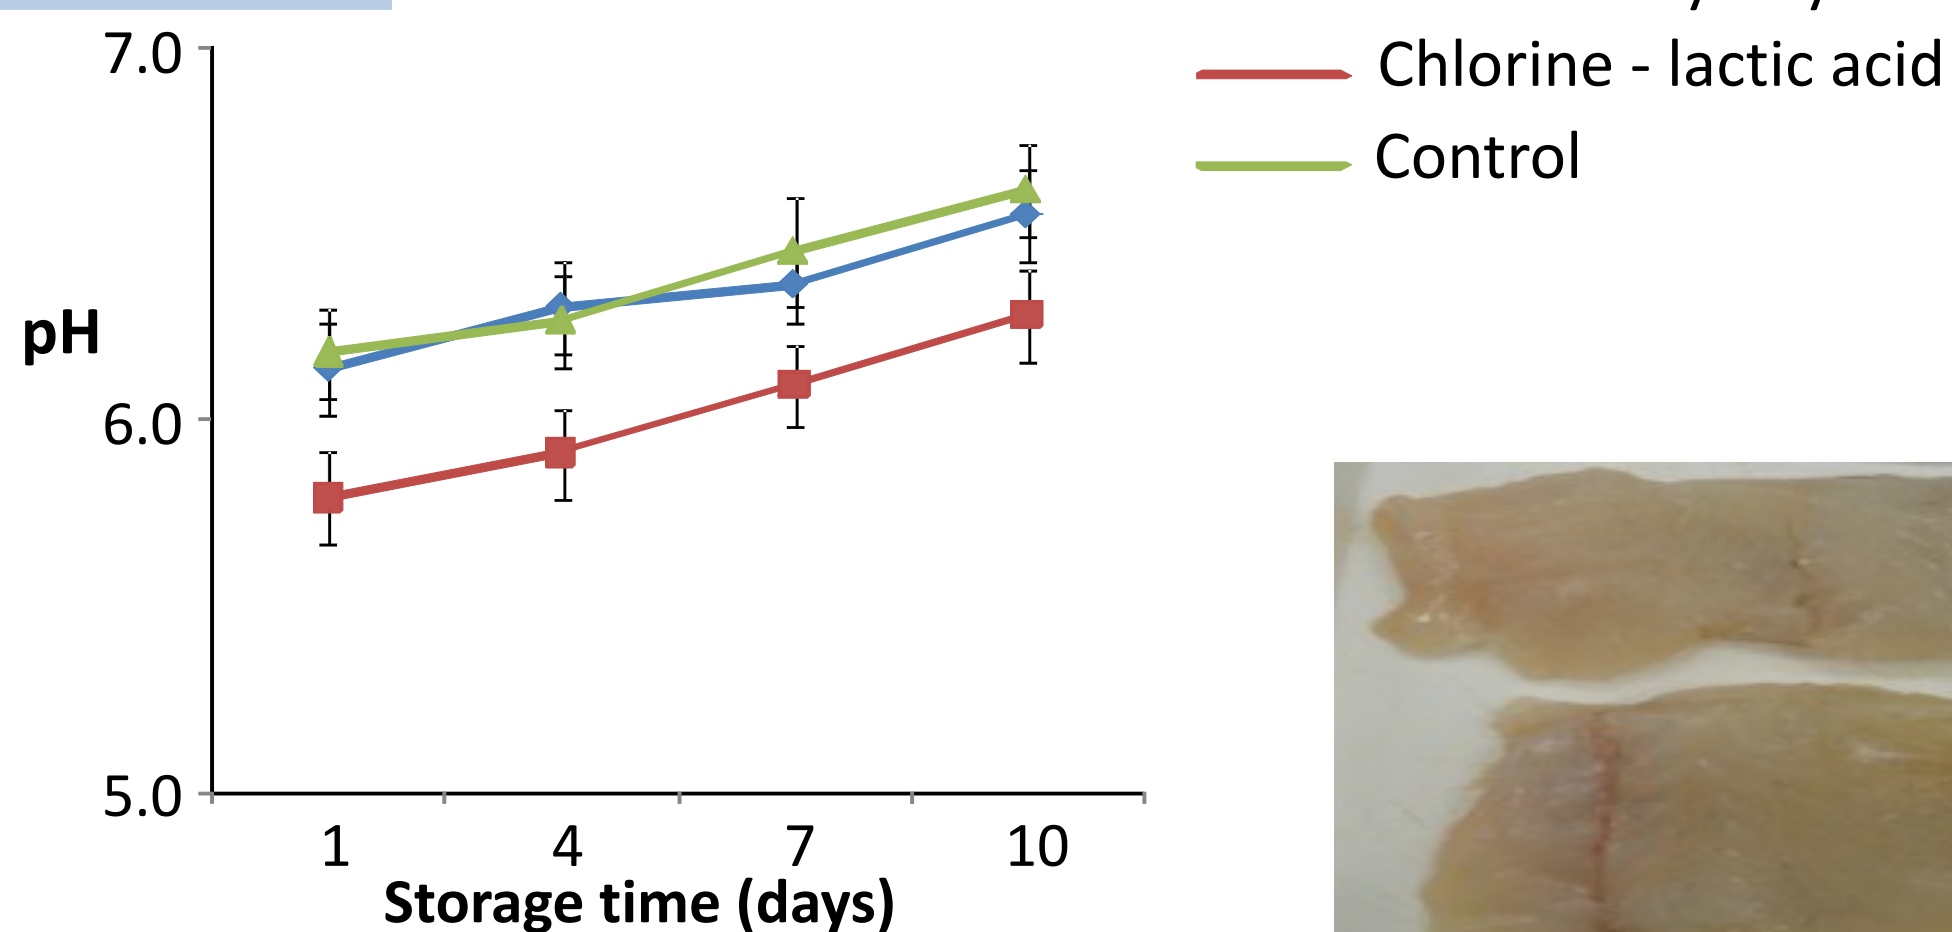 7.0
Chlorine - lactic acid
Control
pH
6.0
5.0
1 4 7 10
Storage time (days)